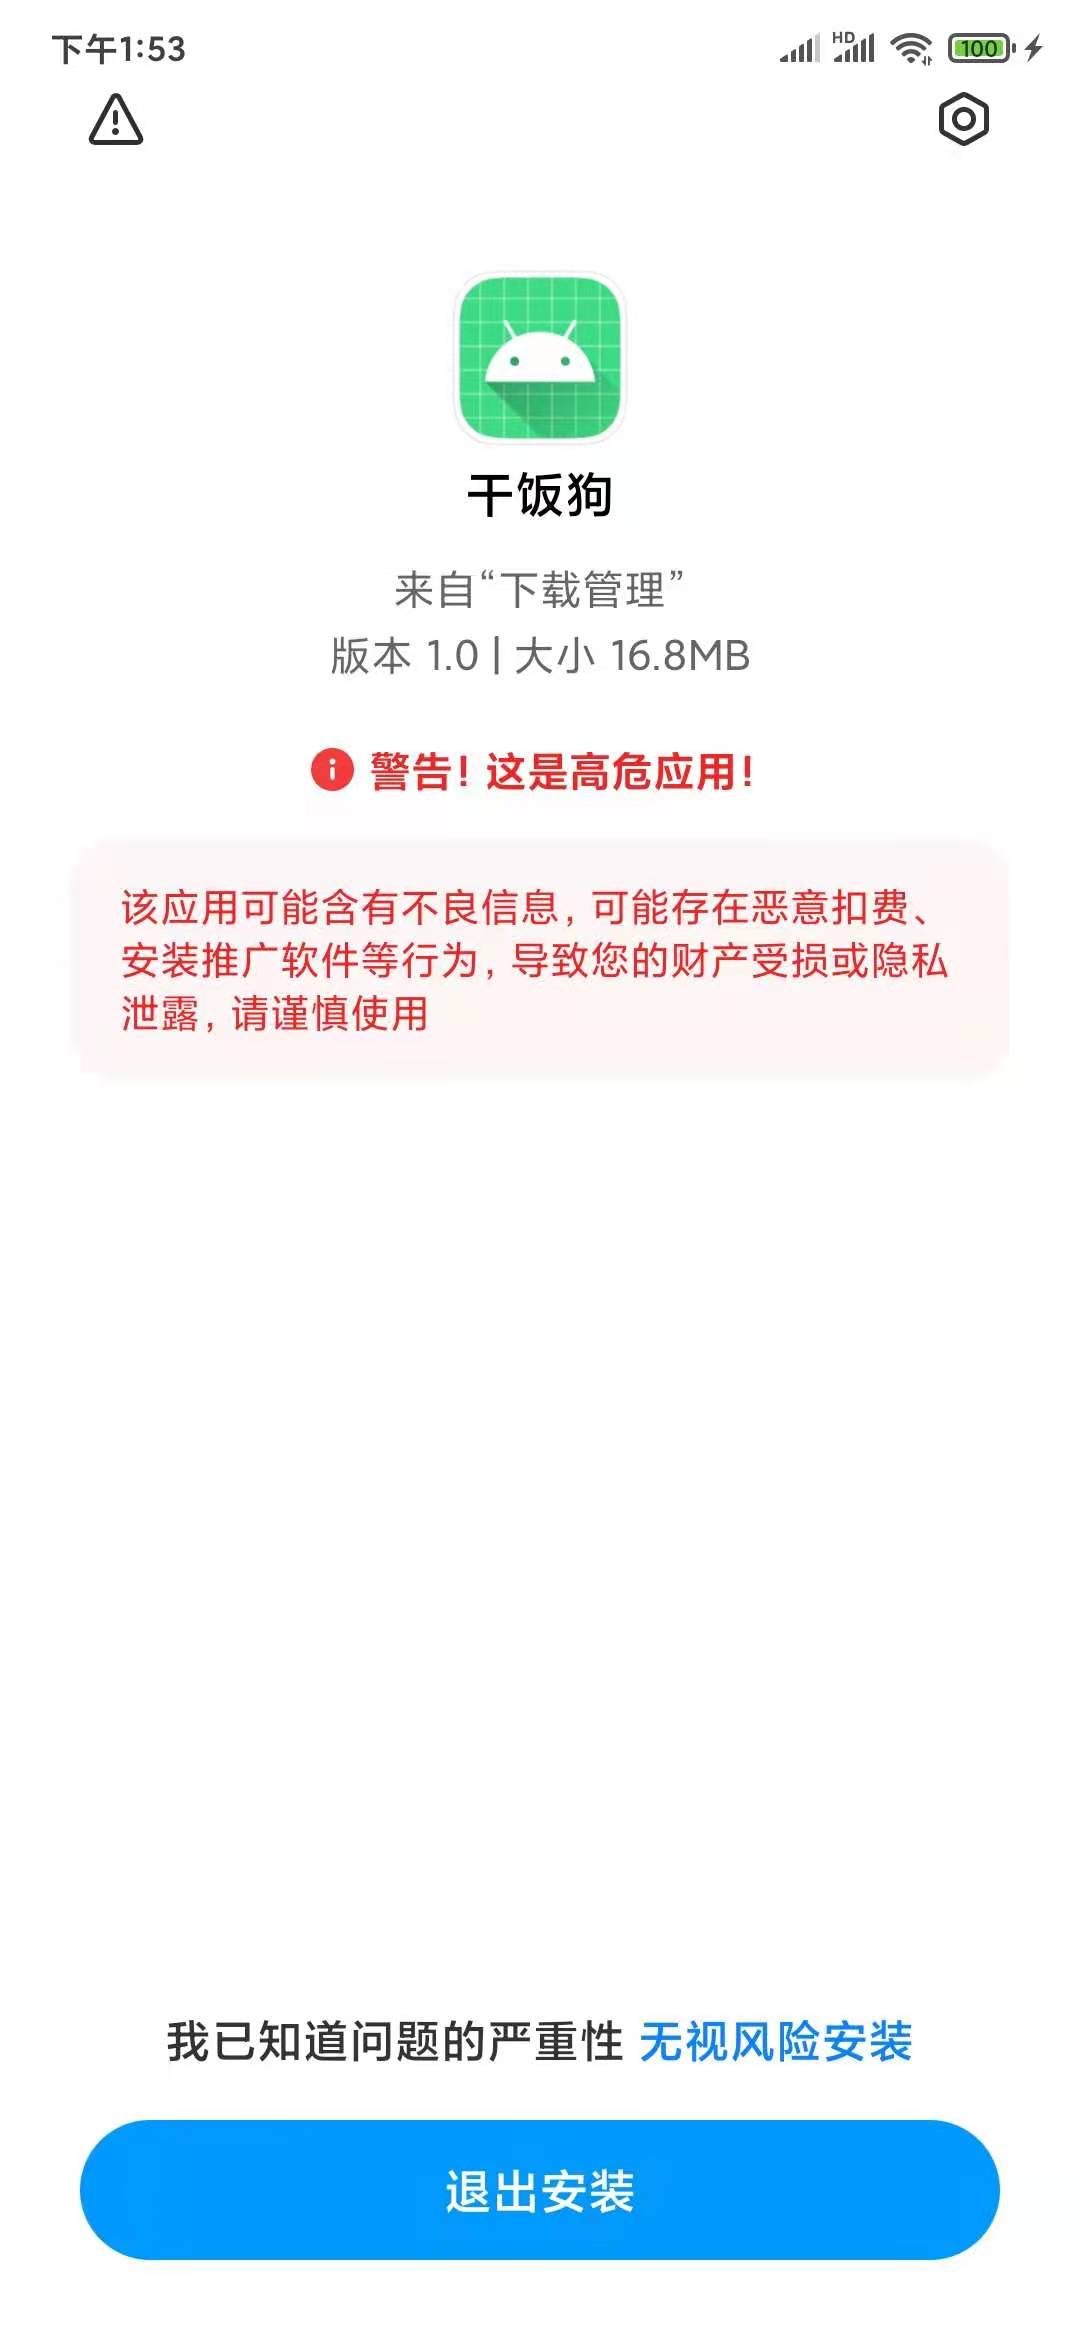 下午1:53
HD
100
干饭狗
来自“下载管理”
版本 1.0 | 大小 16.8MB
警告！这是高危应用！
该应用可能含有不良信息，可能存在恶意扣费、
安装推广软件等行为，导致您的财产受损或隐私
泄露，请谨慎使用
我已知道问题的严重性 无视风险安装
退出安装